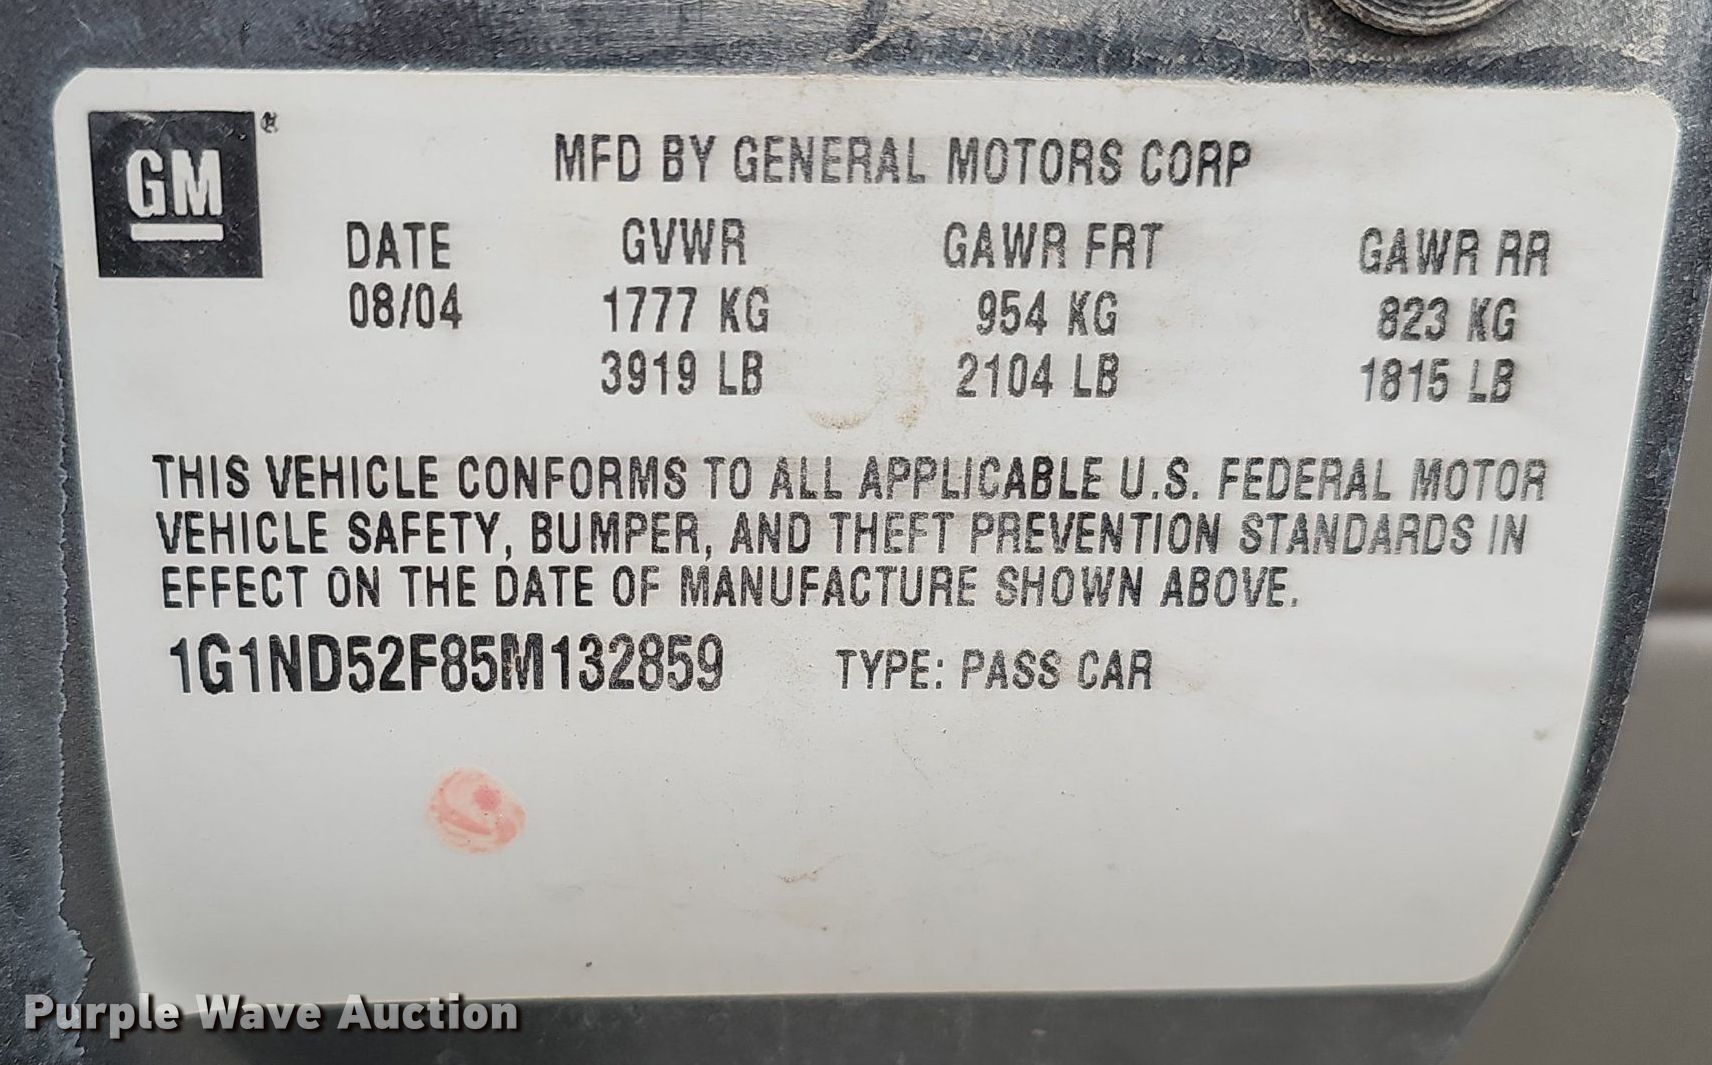 GM®
MFD BY GENERAL MOTORS CORP
DATE GVWR GAWR FRT GAWR RR
08/04 1777 KG 954 KG 823 KG
3919 LB 2104 LB 1815 LB
THIS VEHICLE CONFORMS TO ALL APPLICABLE U.S. FEDERAL MOTOR
VEHICLE SAFETY, BUMPER, AND THEFT PREVENTION STANDARDS IN
EFFECT ON THE DATE OF MANUFACTURE SHOWN ABOVE.
1G1ND52F85M132859 TYPE: PASS CAR
Purple Wave Auction